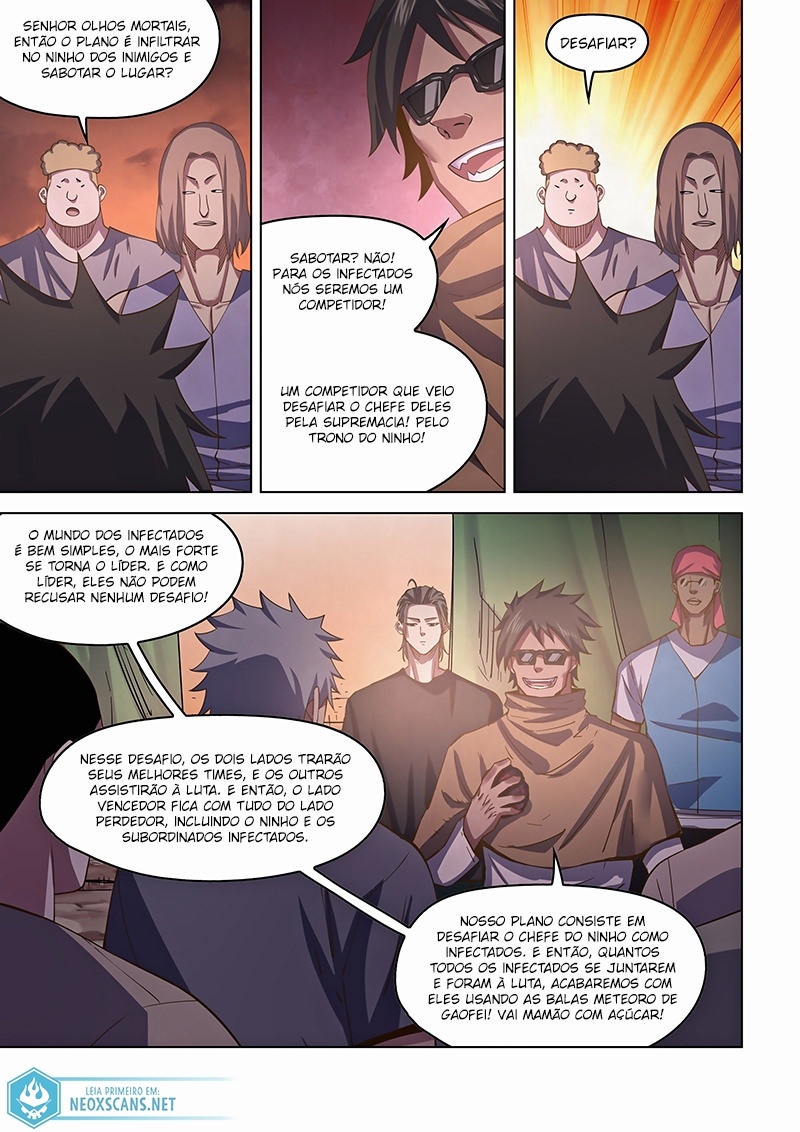 SENHOR OLHOS MORTAIS,
ENTÃO O PLANO É INFILTRAR
NO NINHO DOS INIMIGOS E
SABOTAR O LUGAR?
SABOTAR? NÃO!
PARA OS INFECTADOS
NÓS SEREMOS UM
COMPETIDOR!
UM COMPETIDOR QUE VEIO
DESAFIAR O CHEFE DELES
PELA SUPREMACIA! PELO
TRONO DO NINHO!
DESAFIAR?
O MUNDO DOS INFECTADOS
É BEM SIMPLES, O MAIS FORTE
SE TORNA O LÍDER. E COMO
LÍDER, ELES NÃO PODEM
RECUSAR NENHUM DESAFIO!
NESSE DESAFIO, OS DOIS LADOS TRARÃO
SEUS MELHORES TIMES, E OS OUTROS
ASSISTIRÃO À LUTA. E ENTÃO, O LADO
VENCEDOR FICA COM TUDO DO LADO
PERDEDOR, INCLUINDO O NINHO E OS
SUBORDINADOS INFECTADOS.
NOSSO PLANO CONSISTE EM
DESAFIAR O CHEFE DO NINHO COMO
INFECTADOS. E ENTÃO, QUANTOS
TODOS OS INFECTADOS SE JUNTAREM
E FORAM À LUTA, ACABAREMOS COM
ELES USANDO AS BALAS METEORO DE
GAOFEI! VAI MAMÃO COM AÇÚCAR!
LEIA PRIMEIRO EM:
NEOXSCANS.NET